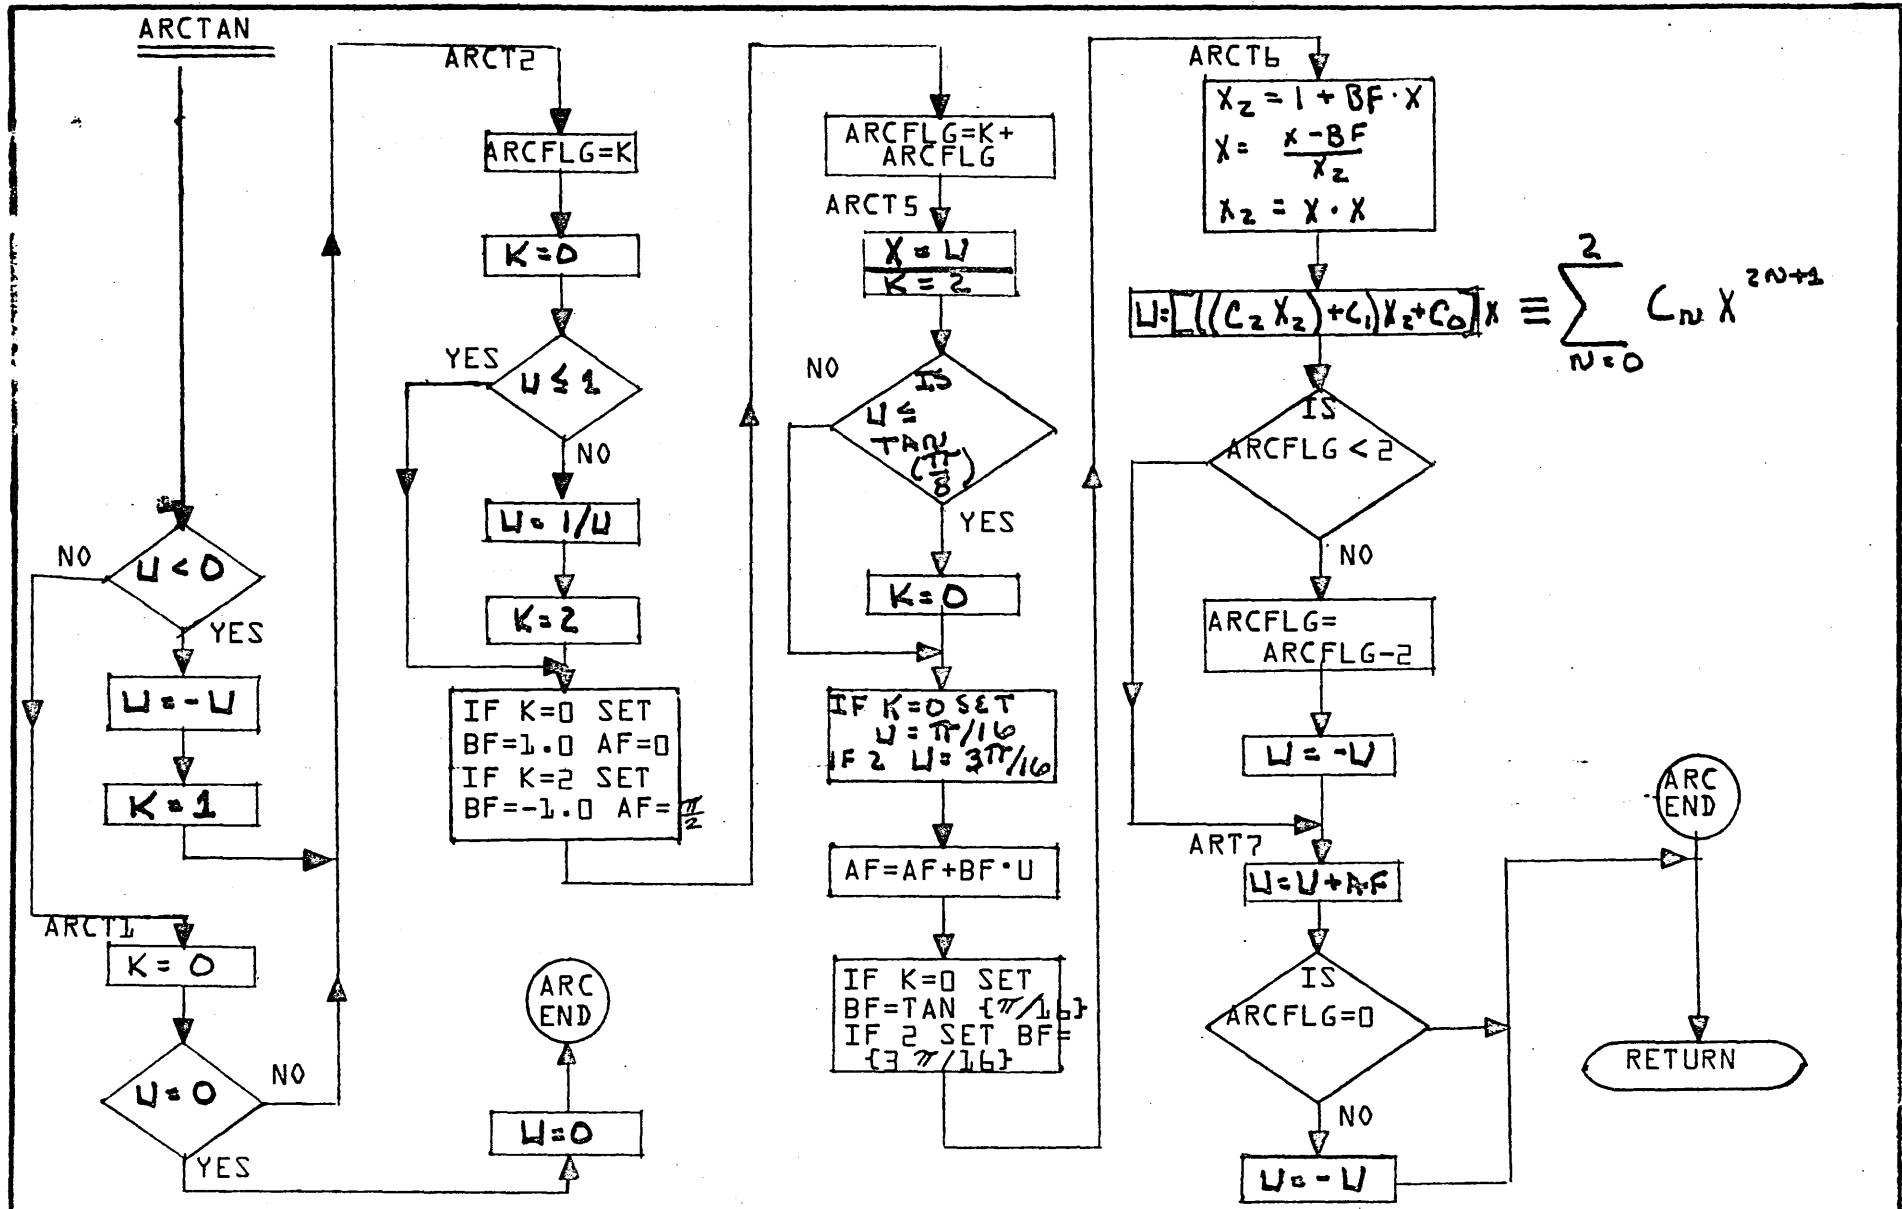 ARCTAN
U < 0
NO
YES
U = - U
K = 1
ARCT1
K = 0
U = 0
NO
YES
ARCT2
ARCFLG=K
K = 0
YES
U ≤ 1
NO
U = 1/U
K = 2
IF K=0 SET
BF=1.0 AF=0
IF K=2 SET
BF=-1.0 AF= π/2
ARC
END
U = 0
ARCFLG=K+
ARCFLG
ARCT5
X = U
K = 2
NO
IS
U ≤
TAN
(π/8)
YES
K = 0
IF K=0 SET
U = π/16
IF 2 U = 3π/16
AF=AF+BF·U
IF K=0 SET
BF=TAN {π/16}
IF 2 SET BF=
{3 π/16}
ARCT6
X2 = 1 + BF · X
X = (X - BF)/X2
X2 = X · X
U=[((C2 X2)+C1)X2+C0]X ≡ ∑ N=0 2 Cn X 2N+1
IS
ARCFLG < 2
NO
ARCFLG=
ARCFLG-2
U = - U
ART7
U = U + AF
IS
ARCFLG=0
NO
U = - U
ARC
END
RETURN